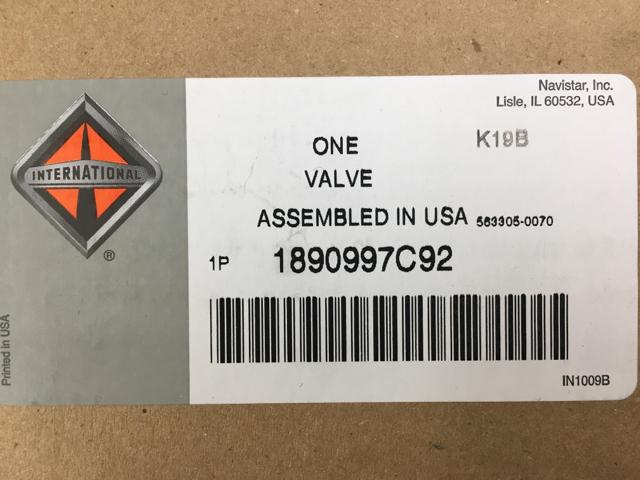 Navistar, Inc.
Lisle, IL 60532, USA
INTERNATIONAL
®
ONE
K19B
VALVE
ASSEMBLED IN USA 563305-0070
1P 1890997C92
Printed in USA
IN1009B